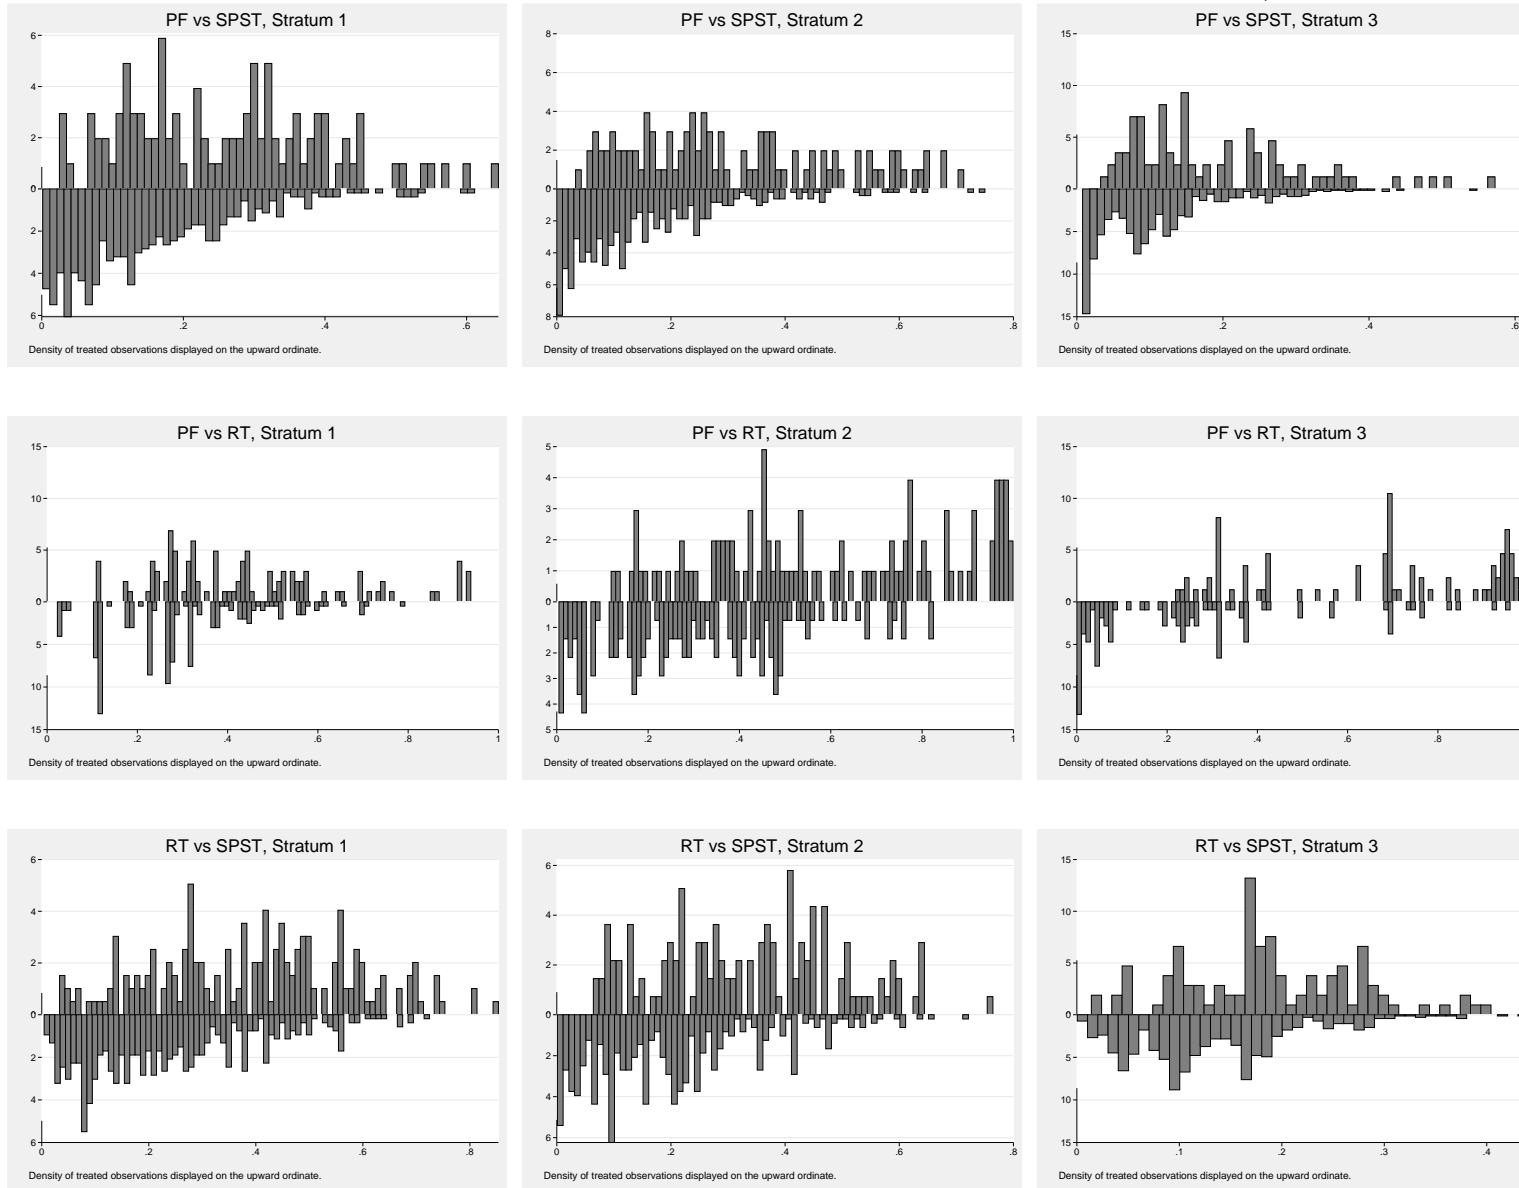 PF vs SPST, Stratum 1
6
4
2
0
2
4
6
0 .2 .4 .6
Density of treated observations displayed on the upward ordinate.
PF vs SPST, Stratum 2
8
6
4
2
0
2
4
6
8
0 .2 .4 .6 .8
Density of treated observations displayed on the upward ordinate.
PF vs SPST, Stratum 3
15
10
5
0
5
10
15
0 .2 .4 .6
Density of treated observations displayed on the upward ordinate.
PF vs RT, Stratum 1
15
10
5
0
5
10
15
0 .2 .4 .6 .8 1
Density of treated observations displayed on the upward ordinate.
PF vs RT, Stratum 2
5
4
3
2
1
0
1
2
3
4
5
0 .2 .4 .6 .8 1
Density of treated observations displayed on the upward ordinate.
PF vs RT, Stratum 3
15
10
5
0
5
10
15
0 .2 .4 .6 .8
Density of treated observations displayed on the upward ordinate.
RT vs SPST, Stratum 1
6
4
2
0
2
4
6
0 .2 .4 .6 .8
Density of treated observations displayed on the upward ordinate.
RT vs SPST, Stratum 2
6
4
2
0
2
4
6
0 .2 .4 .6 .8
Density of treated observations displayed on the upward ordinate.
RT vs SPST, Stratum 3
15
10
5
0
5
10
15
0 .1 .2 .3 .4
Density of treated observations displayed on the upward ordinate.